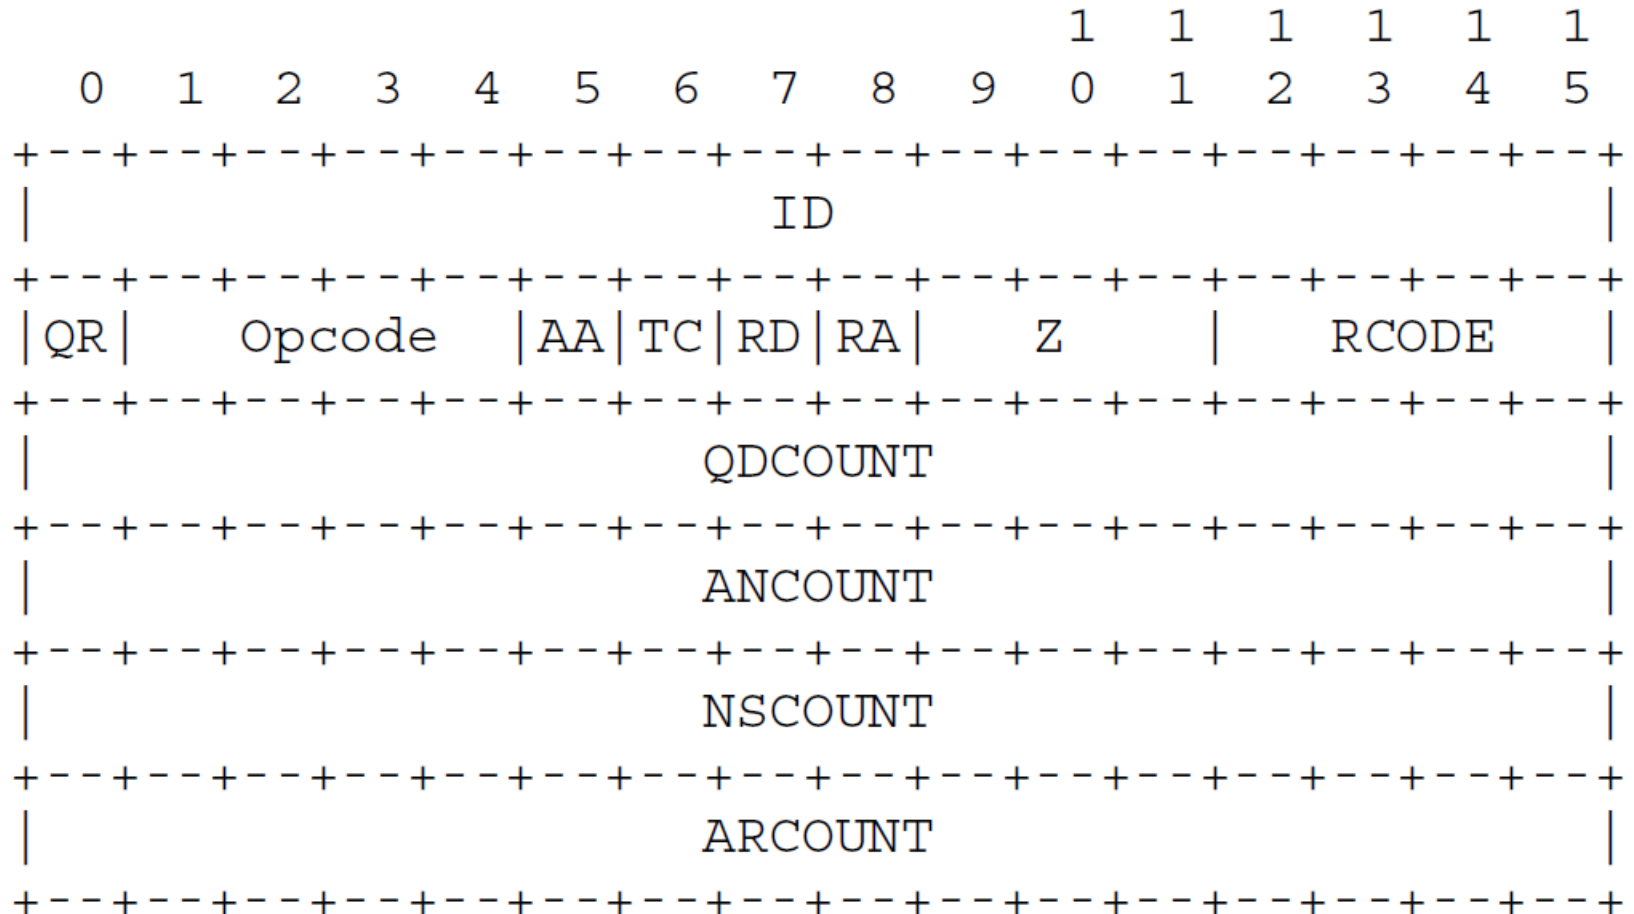 1  1  1  1  1  1
  0  1  2  3  4  5  6  7  8  9  0  1  2  3  4  5
+--+--+--+--+--+--+--+--+--+--+--+--+--+--+--+--+
|                      ID                       |
+--+--+--+--+--+--+--+--+--+--+--+--+--+--+--+--+
|QR|   Opcode  |AA|TC|RD|RA|   Z    |   RCODE   |
+--+--+--+--+--+--+--+--+--+--+--+--+--+--+--+--+
|                    QDCOUNT                    |
+--+--+--+--+--+--+--+--+--+--+--+--+--+--+--+--+
|                    ANCOUNT                    |
+--+--+--+--+--+--+--+--+--+--+--+--+--+--+--+--+
|                    NSCOUNT                    |
+--+--+--+--+--+--+--+--+--+--+--+--+--+--+--+--+
|                    ARCOUNT                    |
+--+--+--+--+--+--+--+--+--+--+--+--+--+--+--+--+